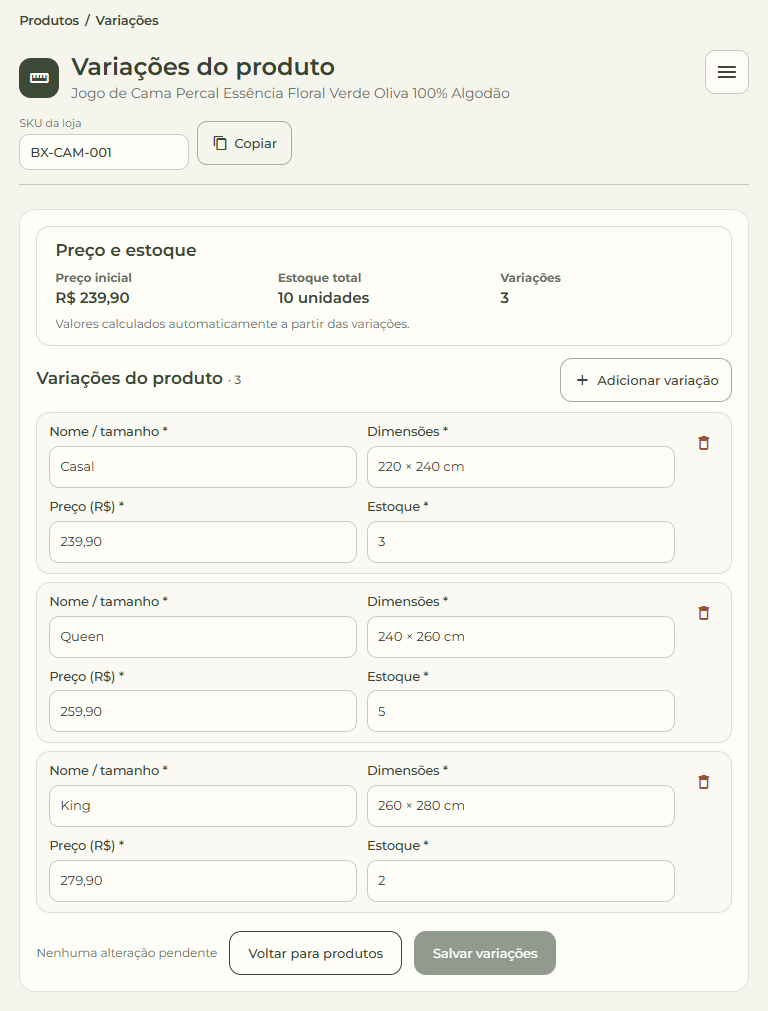 Produtos / Variações
Variações do produto
Jogo de Cama Percal Essência Floral Verde Oliva 100% Algodão
SKU da loja
BX-CAM-001
Copiar
Preço e estoque
Preço inicial Estoque total Variações
R$ 239,90 10 unidades 3
Valores calculados automaticamente a partir das variações.
Variações do produto · 3
+ Adicionar variação
Nome / tamanho * Dimensões *
Casal 220 × 240 cm
Preço (R$) * Estoque *
239,90 3
Nome / tamanho * Dimensões *
Queen 240 × 260 cm
Preço (R$) * Estoque *
259,90 5
Nome / tamanho * Dimensões *
King 260 × 280 cm
Preço (R$) * Estoque *
279,90 2
Nenhuma alteração pendente Voltar para produtos Salvar variações